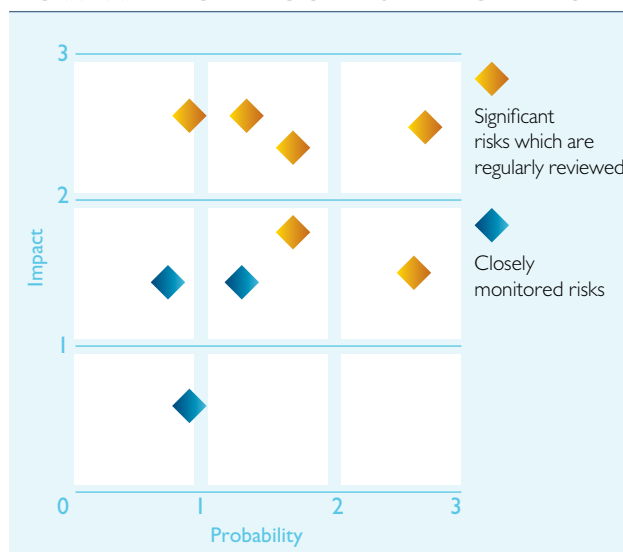 3
Significant
risks which are
regularly reviewed
2
Impact
Closely
monitored risks
1
0 1 2 3
Probability